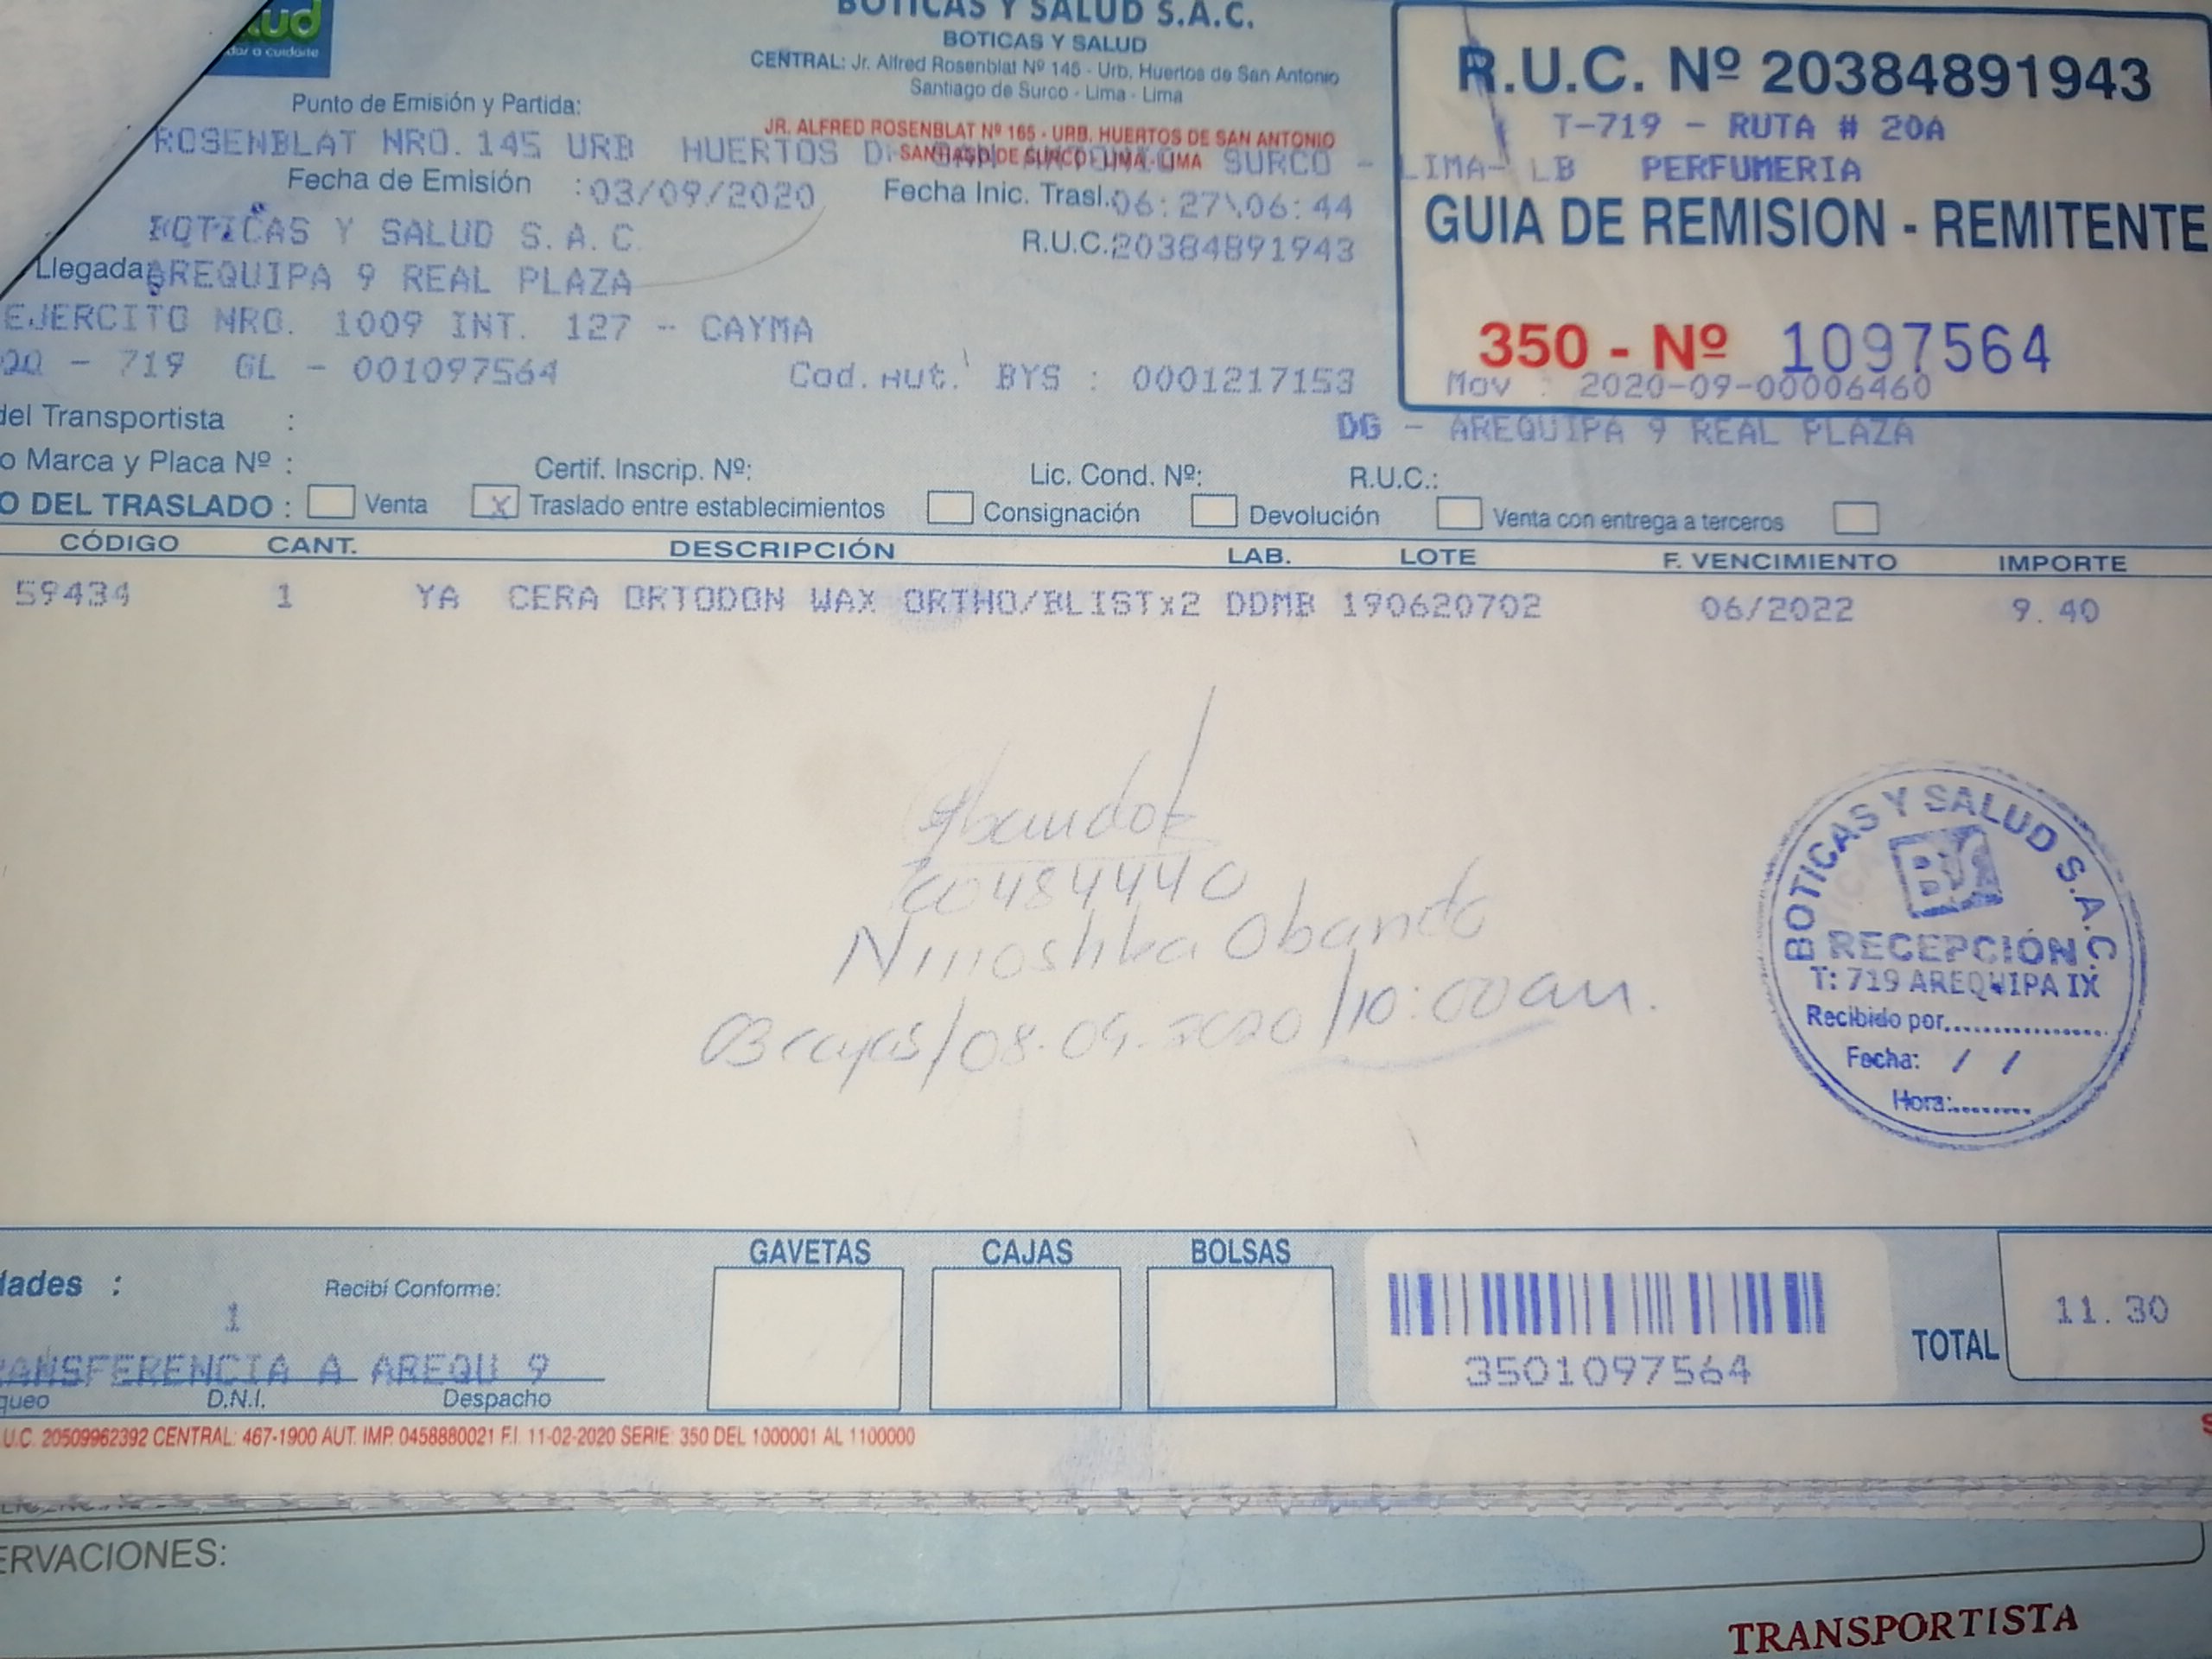 ud
dar a cuidarte
BOTICAS Y SALUD S.A.C.
BOTICAS Y SALUD
CENTRAL: Jr. Alfred Rosenblat Nº 145 - Urb. Huertos de San Antonio
Santiago de Surco - Lima - Lima
JR. ALFRED ROSENBLAT Nº 165 - URB. HUERTOS DE SAN ANTONIO
SANTIAGO DE SURCO - LIMA - LIMA
R.U.C. Nº 20384891943
T-719 - RUTA # 20A
Punto de Emisión y Partida:
ROSENBLAT NRO. 145 URB HUERTOS DE SAN ANTONIO SURCO - LIMA- LB PERFUMERIA
Fecha de Emisión :03/09/2020 Fecha Inic. Trasl.06:27\06:44
GUIA DE REMISION - REMITENTE
BOTICAS Y SALUD S.A.C. R.U.C.20384891943
Llegada AREQUIPA 9 REAL PLAZA
EJERCITO NRO. 1009 INT. 127 - CAYMA
350 - Nº 1097564
- 719 GL - 001097564 Cod. Aut. BYS : 0001217153 Mov : 2020-09-00006460
del Transportista : DG - AREQUIPA 9 REAL PLAZA
o Marca y Placa Nº : Certif. Inscrip. Nº: Lic. Cond. Nº: R.U.C.:
O DEL TRASLADO : Venta X Traslado entre establecimientos Consignación Devolución Venta con entrega a terceros
CÓDIGO CANT. DESCRIPCIÓN LAB. LOTE F. VENCIMIENTO IMPORTE
59434 1 YA CERA ORTODON WAX ORTHO/BLISTx2 DDMB 190620702 06/2022 9.40
70484440
Ninoshka Obando
03 cajas/08.09.2020/10:00am.
BOTICAS Y SALUD S.A.C.
RECEPCIÓN
T: 719 AREQUIPA IX
Recibido por..................
Fecha: / /
Hora:.........
GAVETAS CAJAS BOLSAS
dades : Recibí Conforme:
1
3501097564
TOTAL 11.30
ANSFERENCIA A AREQU 9
queo D.N.I. Despacho
U.C. 20509962392 CENTRAL: 467-1900 AUT. IMP. 0458880021 F.I. 11-02-2020 SERIE: 350 DEL 1000001 AL 1100000
ERVACIONES:
TRANSPORTISTA